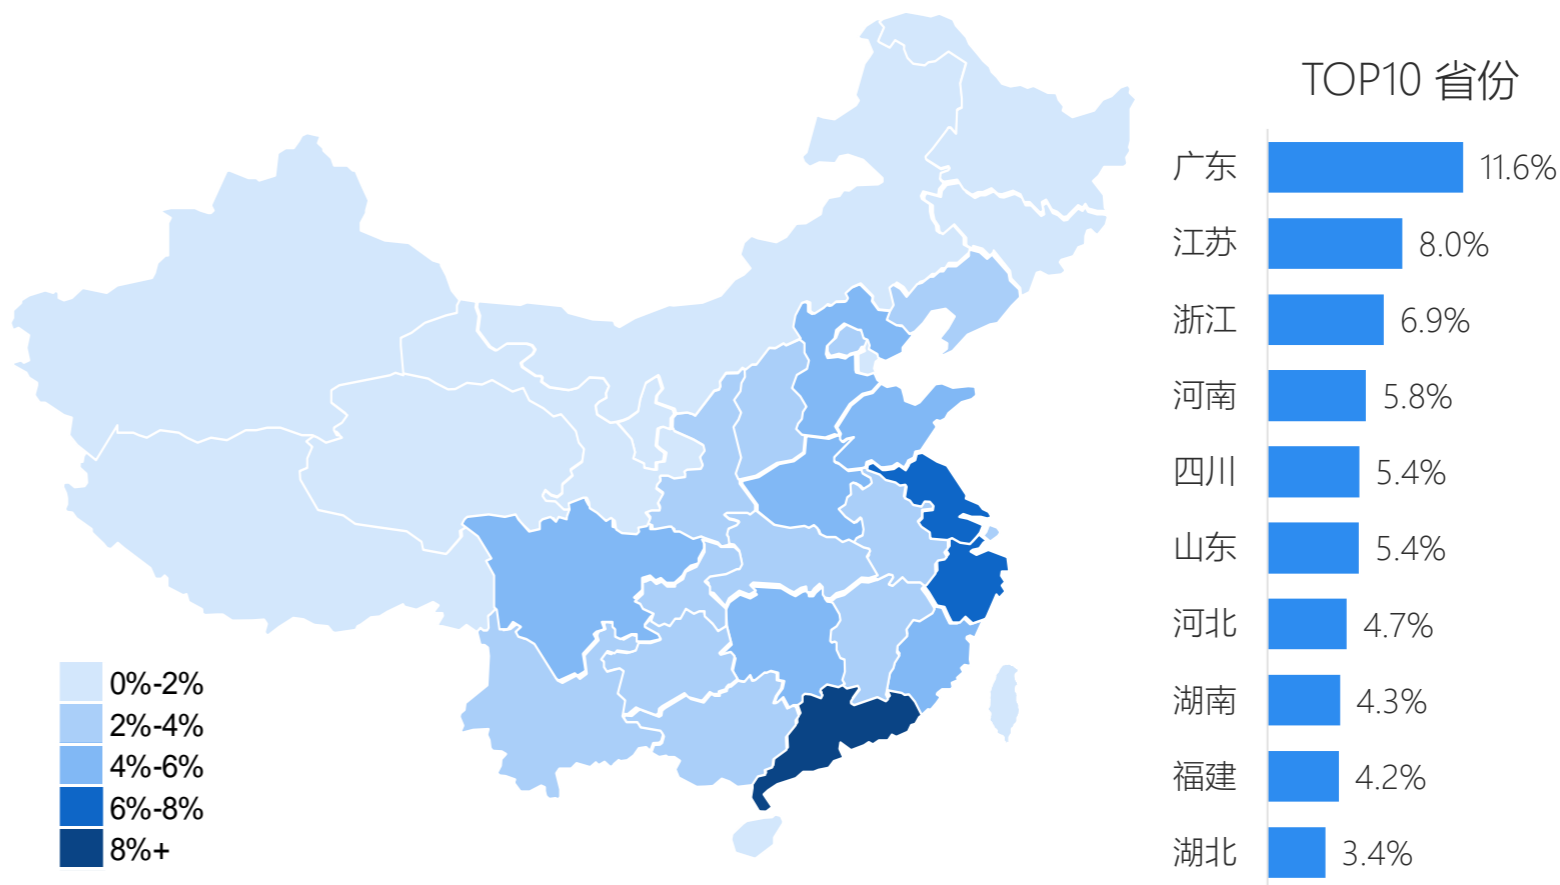 TOP10 省份
广东 11.6%
江苏 8.0%
浙江 6.9%
河南 5.8%
四川 5.4%
山东 5.4%
河北 4.7%
湖南 4.3%
福建 4.2%
湖北 3.4%
0%-2%
2%-4%
4%-6%
6%-8%
8%+